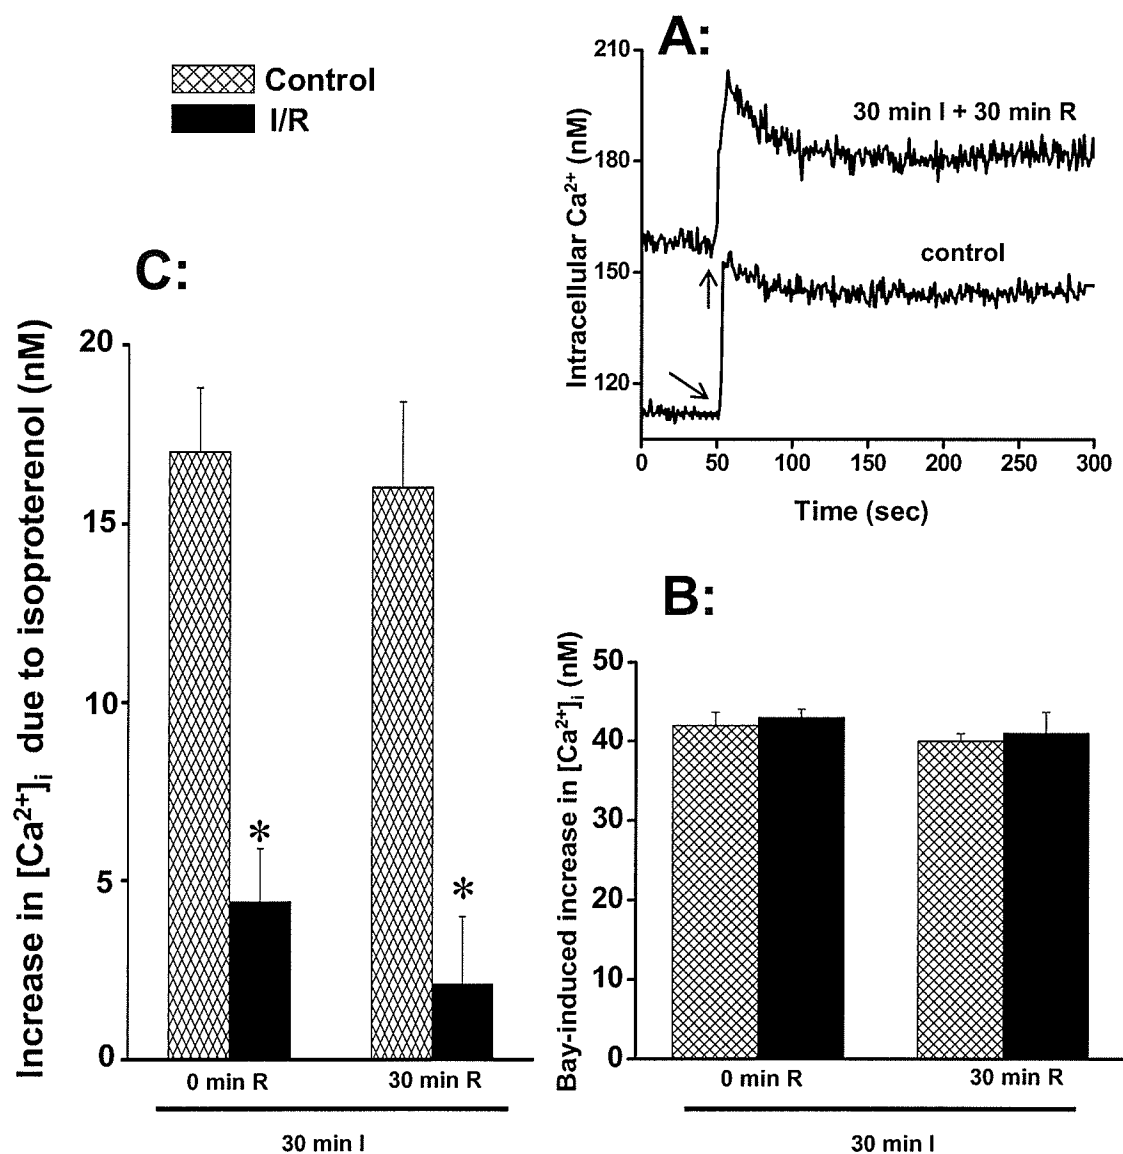 Control
I/R
A:
Intracellular Ca²⁺ (nM)
210
180
150
120
30 min I + 30 min R
control
0 50 100 150 200 250 300
Time (sec)
C:
Increase in [Ca²⁺]ᵢ due to isoproterenol (nM)
20
15
10
5
0
*
*
0 min R 30 min R
30 min I
B:
Bay-induced increase in [Ca²⁺]ᵢ (nM)
50
40
30
20
10
0
0 min R 30 min R
30 min I